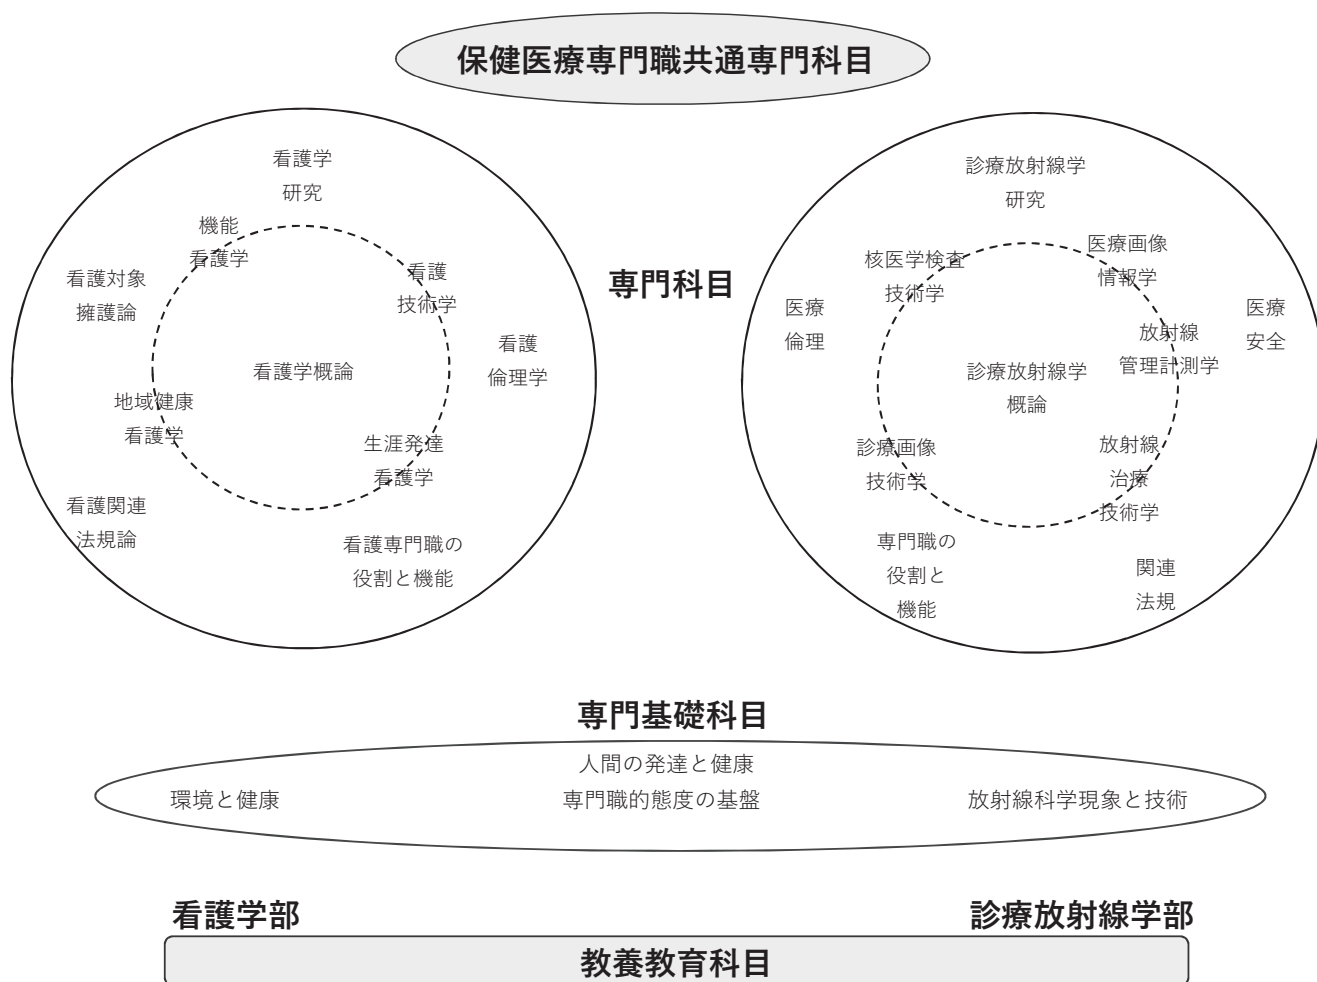 保健医療専門職共通専門科目
看護学
研究
機能
看護学
看護対象
擁護論
看護
技術学
看護
倫理学
看護学概論
地域健康
看護学
生涯発達
看護学
看護関連
法規論
看護専門職の
役割と機能
専門科目
診療放射線学
研究
核医学検査
技術学
医療画像
情報学
医療
倫理
医療
安全
放射線
管理計測学
診療放射線学
概論
診療画像
技術学
放射線
治療
技術学
専門職の
役割と
機能
関連
法規
専門基礎科目
人間の発達と健康
環境と健康
専門職的態度の基盤
放射線科学現象と技術
看護学部
診療放射線学部
教養教育科目